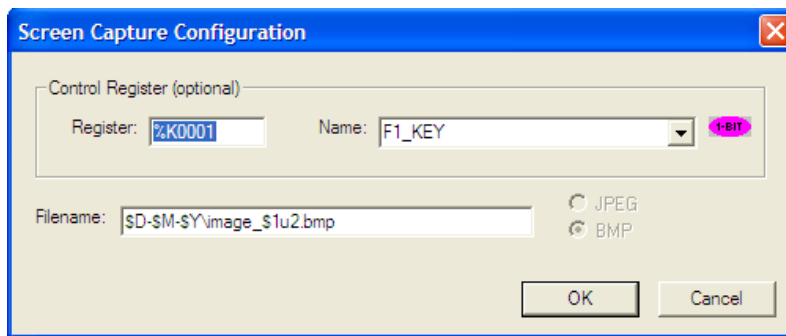 Screen Capture Configuration
Control Register (optional)
Register: %K0001 Name: F1_KEY 1-BIT
Filename: $D-$M-$Y\image_$1u2.bmp
JPEG
BMP
OK Cancel